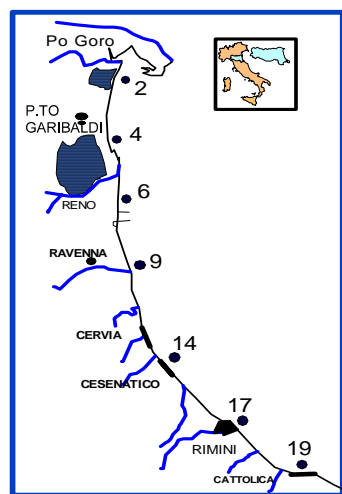 Po Goro
2
P.TO
GARIBALDI
4
6
RENO
RAVENNA
9
CERVIA
14
CESENATICO
17
RIMINI
19
CATTOLICA